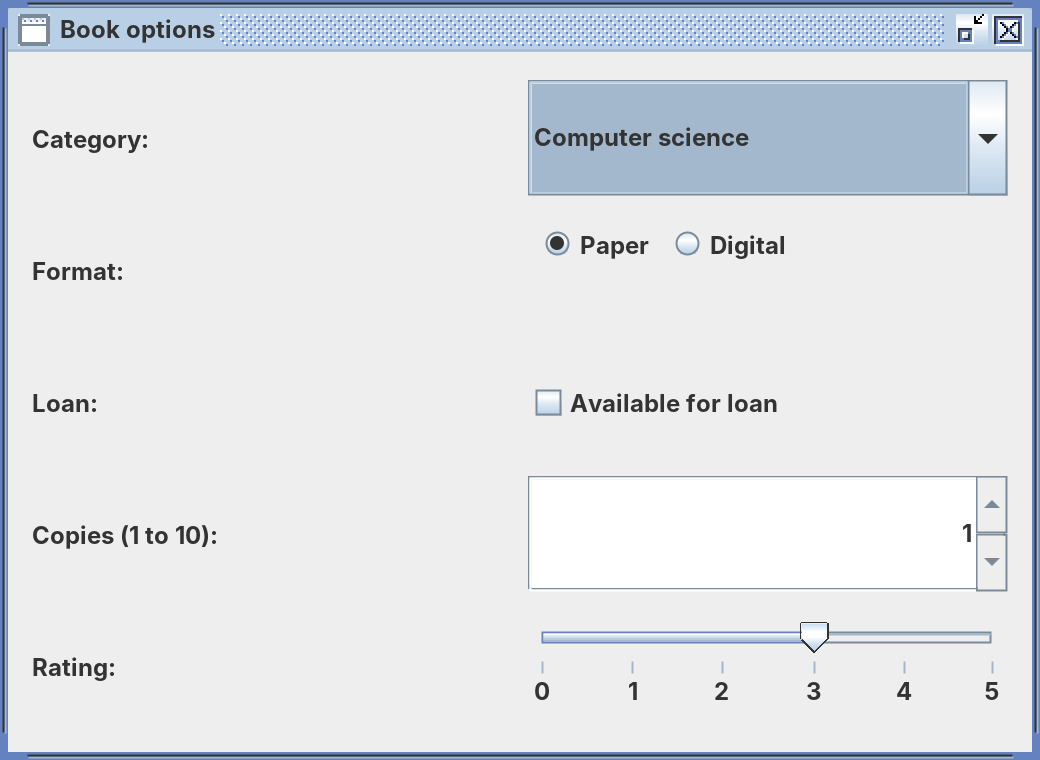 Book options
Category:
Computer science
Format:
Paper
Digital
Loan:
Available for loan
Copies (1 to 10):
1
Rating:
0 1 2 3 4 5